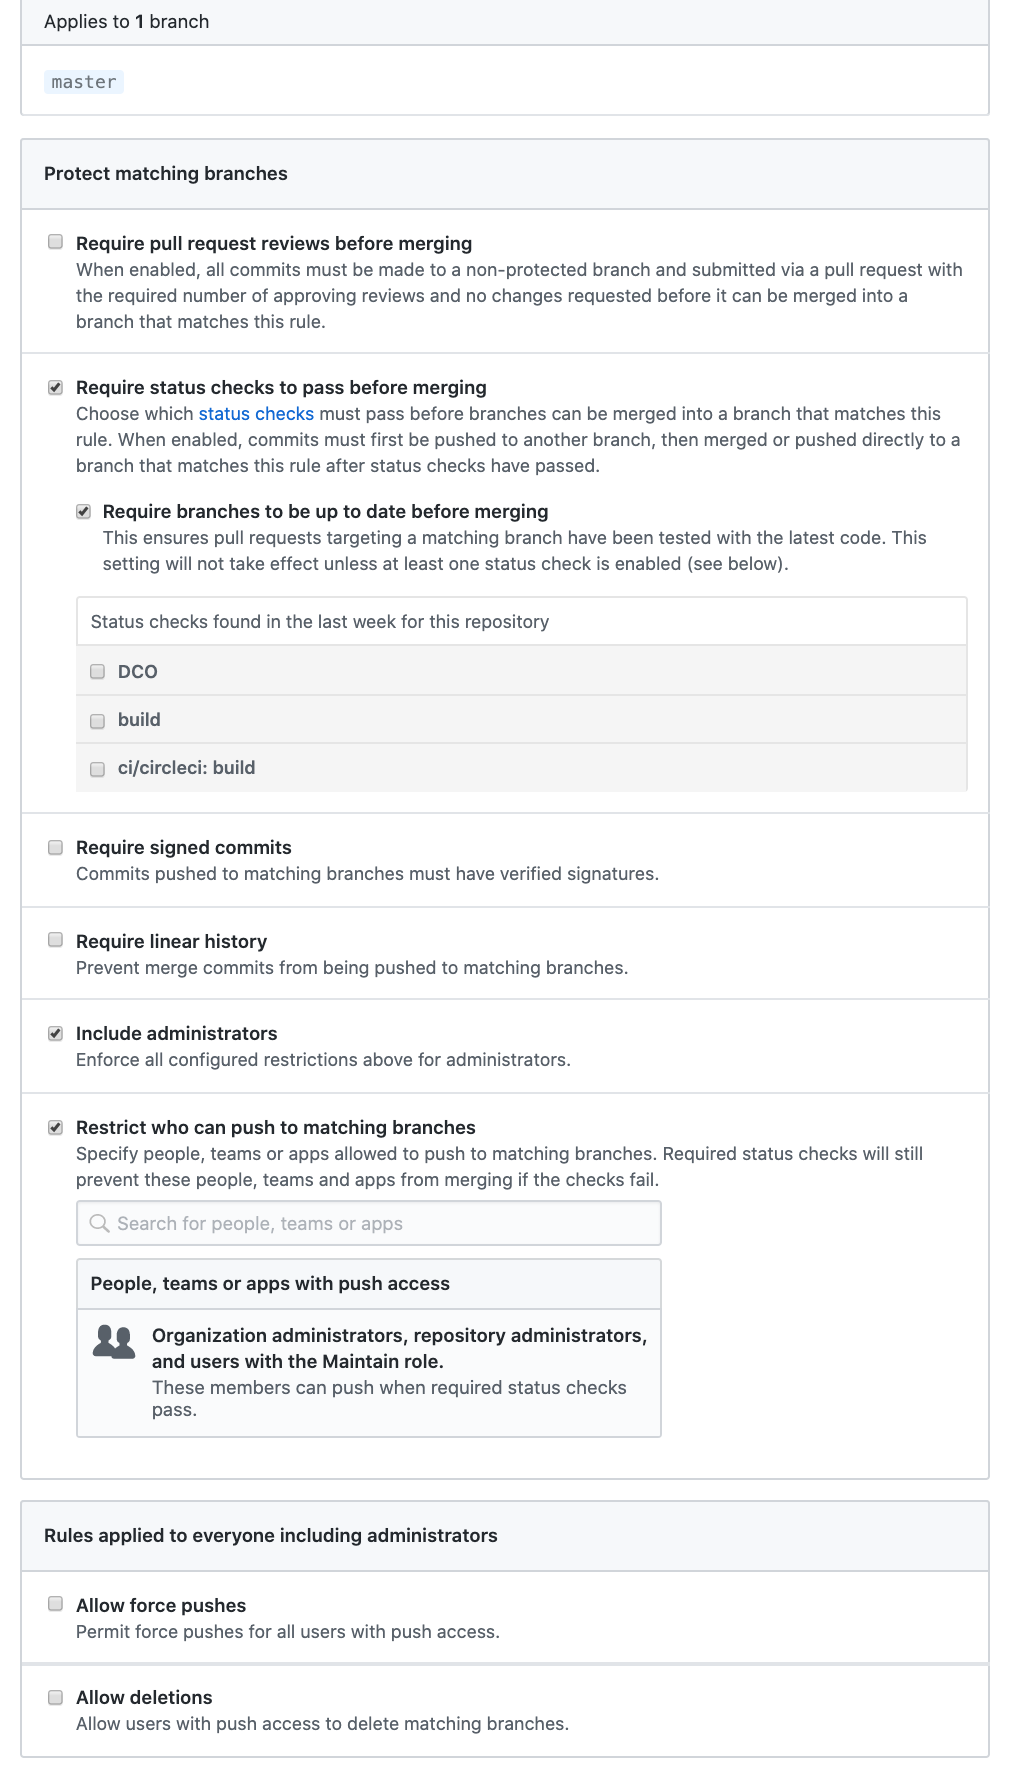 Applies to 1 branch
master
Protect matching branches
Require pull request reviews before merging
When enabled, all commits must be made to a non-protected branch and submitted via a pull request with
the required number of approving reviews and no changes requested before it can be merged into a
branch that matches this rule.
Require status checks to pass before merging
Choose which status checks must pass before branches can be merged into a branch that matches this
rule. When enabled, commits must first be pushed to another branch, then merged or pushed directly to a
branch that matches this rule after status checks have passed.
Require branches to be up to date before merging
This ensures pull requests targeting a matching branch have been tested with the latest code. This
setting will not take effect unless at least one status check is enabled (see below).
Status checks found in the last week for this repository
DCO
build
ci/circleci: build
Require signed commits
Commits pushed to matching branches must have verified signatures.
Require linear history
Prevent merge commits from being pushed to matching branches.
Include administrators
Enforce all configured restrictions above for administrators.
Restrict who can push to matching branches
Specify people, teams or apps allowed to push to matching branches. Required status checks will still
prevent these people, teams and apps from merging if the checks fail.
Search for people, teams or apps
People, teams or apps with push access
Organization administrators, repository administrators,
and users with the Maintain role.
These members can push when required status checks
pass.
Rules applied to everyone including administrators
Allow force pushes
Permit force pushes for all users with push access.
Allow deletions
Allow users with push access to delete matching branches.